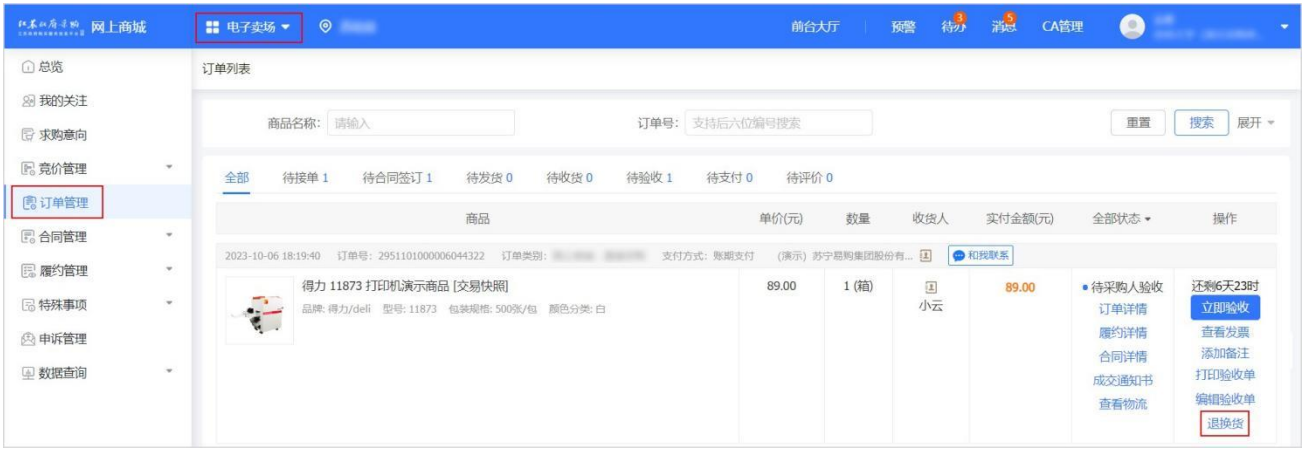 网上商城 电子卖场 前台大厅 预警 待办 3 消息 5 CA管理
总览
我的关注
求购意向
竞价管理
订单管理
合同管理
履约管理
特殊事项
申诉管理
数据查询
订单列表
商品名称: 请输入 订单号: 支持后六位编号搜索 重置 搜索 展开
全部 待接单 1 待合同签订 1 待发货 0 待收货 0 待验收 1 待支付 0 待评价 0
商品 单价(元) 数量 收货人 实付金额(元) 全部状态 操作
2023-10-06 18:19:40 订单号: 2951101000006044322 订单类别: 支付方式: 账期支付 (演示) 苏宁易购集团股份有... 和我联系
得力 11873 打印机演示商品 [交易快照] 89.00 1 (箱) 小云 89.00 待采购人验收 还剩6天23时
品牌: 得力/deli 型号: 11873 包装规格: 500张/包 颜色分类: 白
订单详情 立即验收
履约详情 查看发票
合同详情 添加备注
成交通知书 打印验收单
查看物流 编辑验收单
退换货